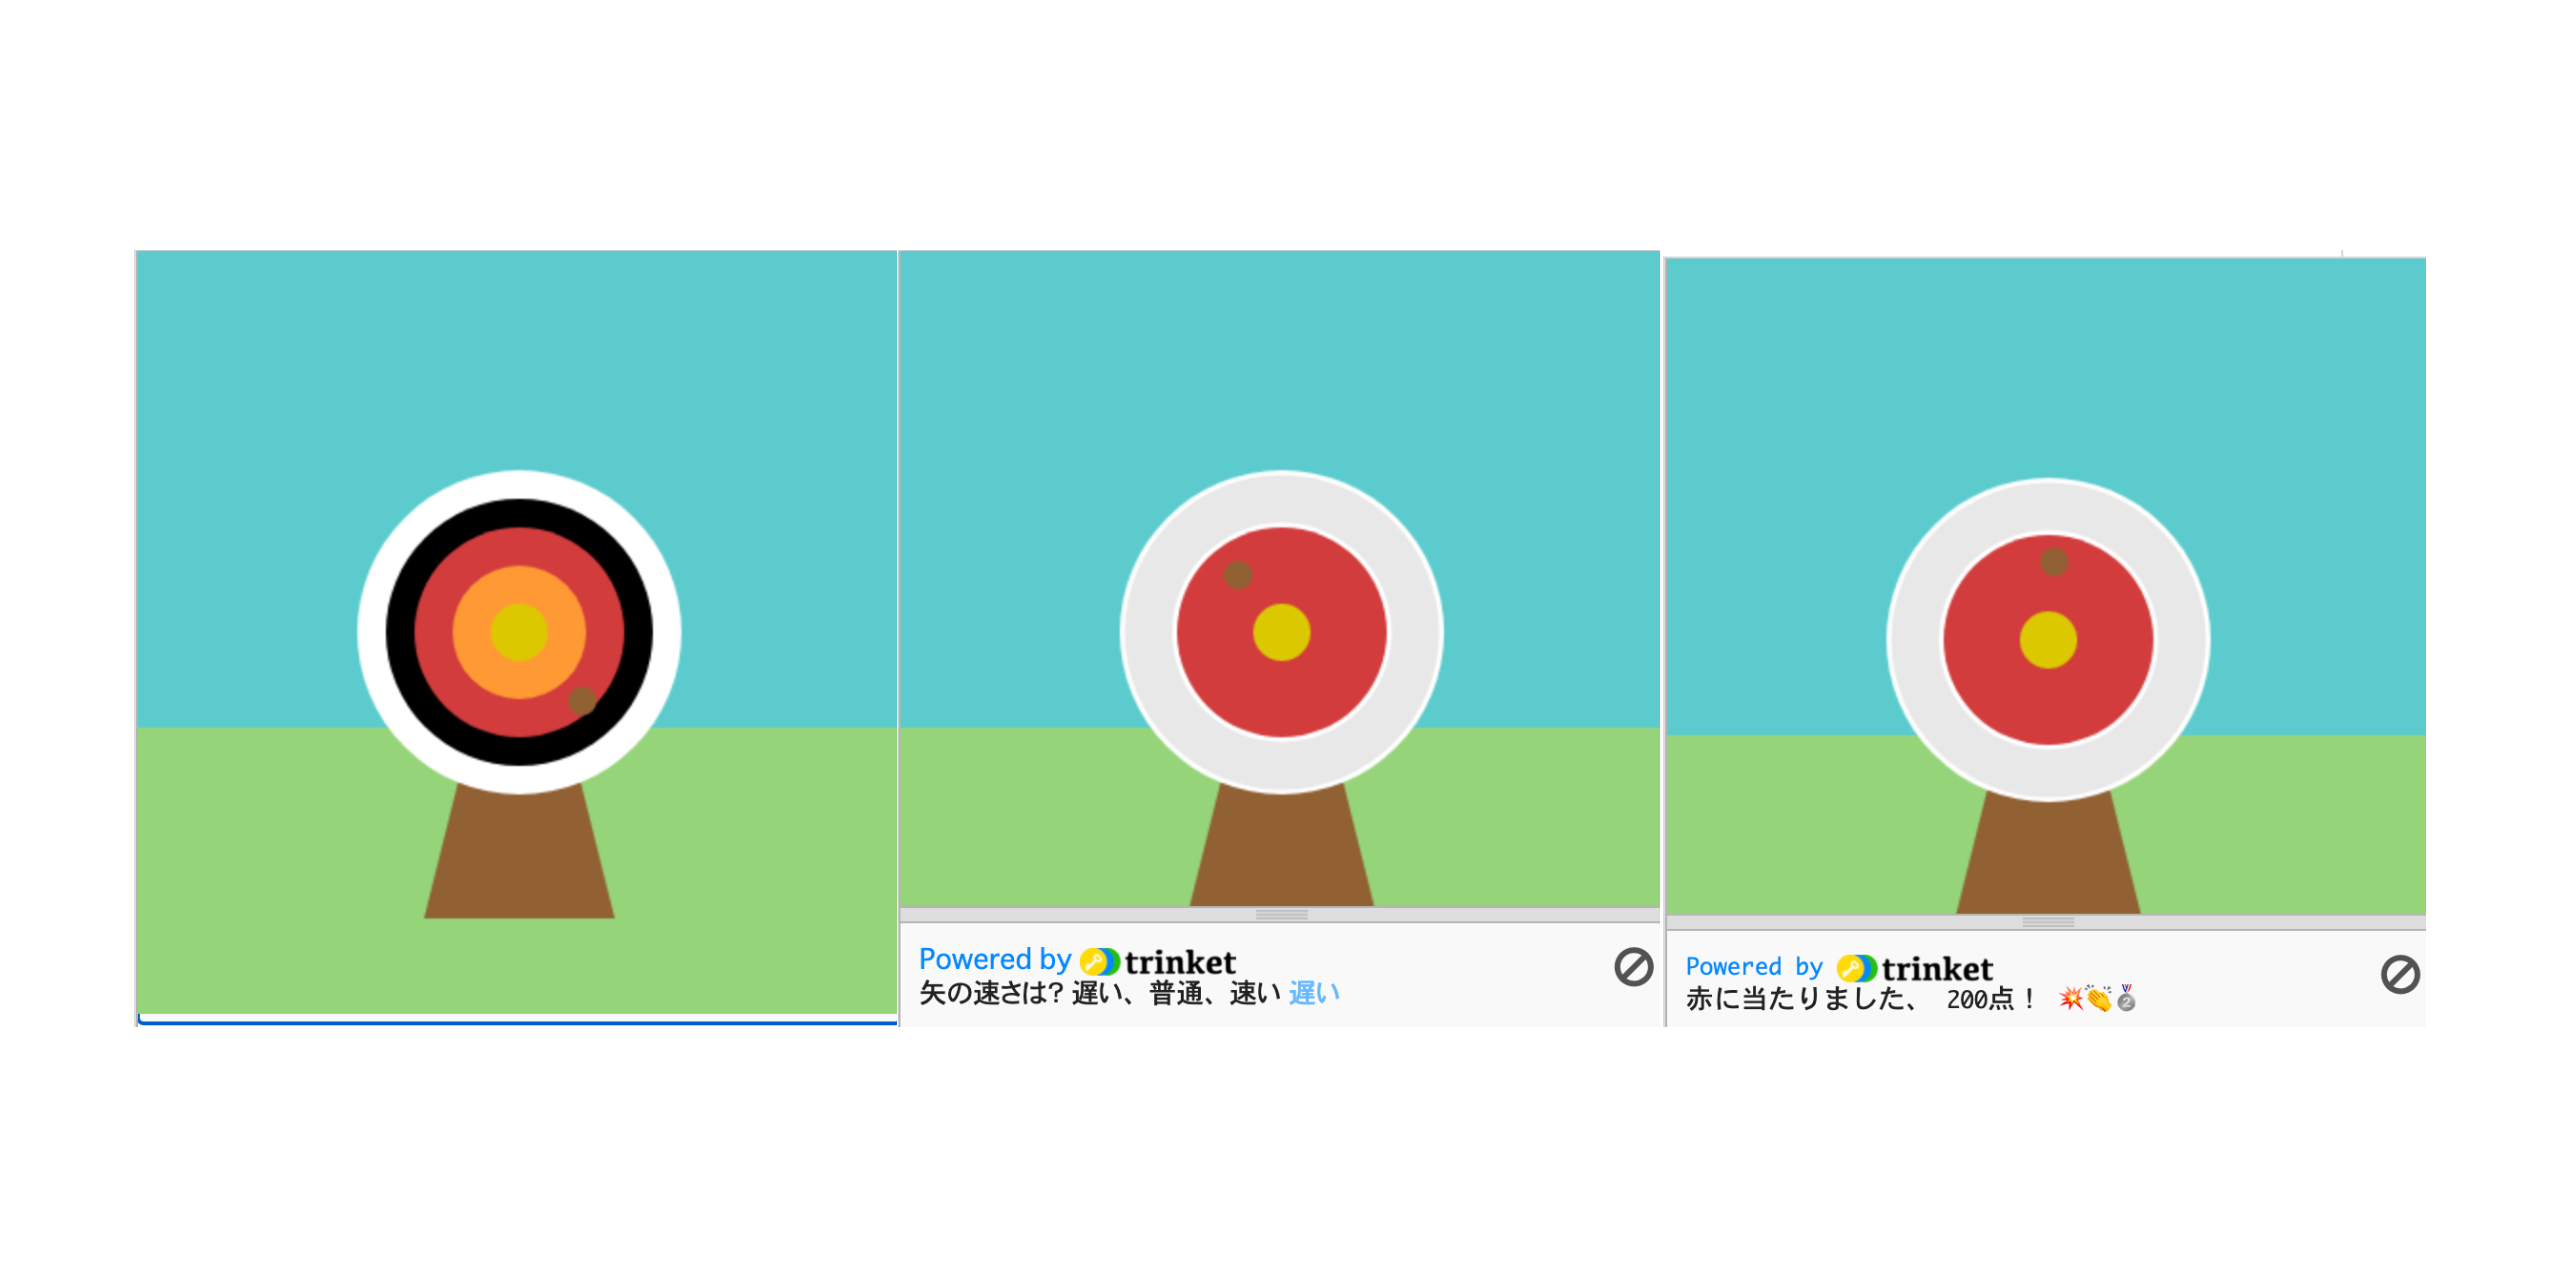 Powered by trinket
矢の速さは? 遅い、普通、速い 遅い
Powered by trinket
赤に当たりました、 200点！ 💥👏🥈